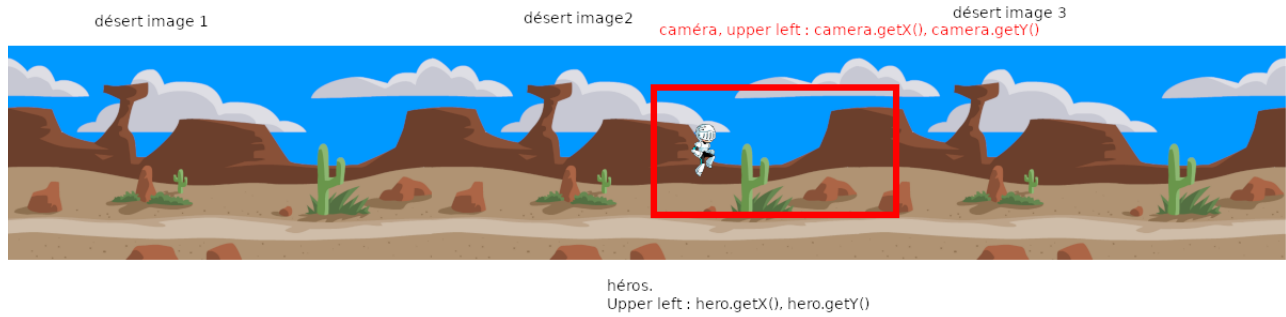 désert image 1
désert image2
désert image 3
caméra, upper left : camera.getX(), camera.getY()
héros.
Upper left : hero.getX(), hero.getY()